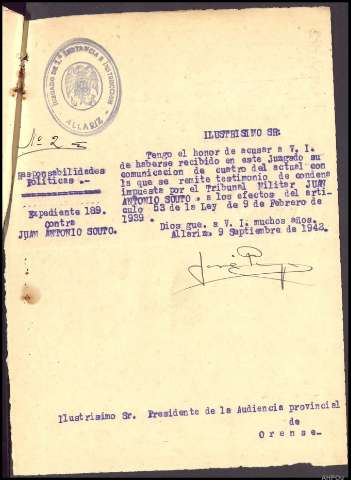 JUZGADO DE 1ª INSTANCIA E INSTRUCCION
ALLARIZ
Nº 2
Responsabilidades
Políticas.-
Expediente 189.
contra
JUAN ANTONIO SOUTO.
ILUSTRISIMO SR:
Tengo el honor de acusar a V. I.
de haberse recibido en este Juzgado su
comunicacion de cuatro del actual con
la que se remite testimonio de condena
impuesta por el Tribunal Militar JUAN
ANTONIO SOUTO, a los efectos del arti-
culo 53 de la Ley de 9 de Febrero de
1939.
Dios gue. a V. I. muchos años.
Allariz, 9 Septiembre de 1942.
Ilustrisimo Sr. Presidente de la Audiencia provincial
de
Orense.-
AHPOU